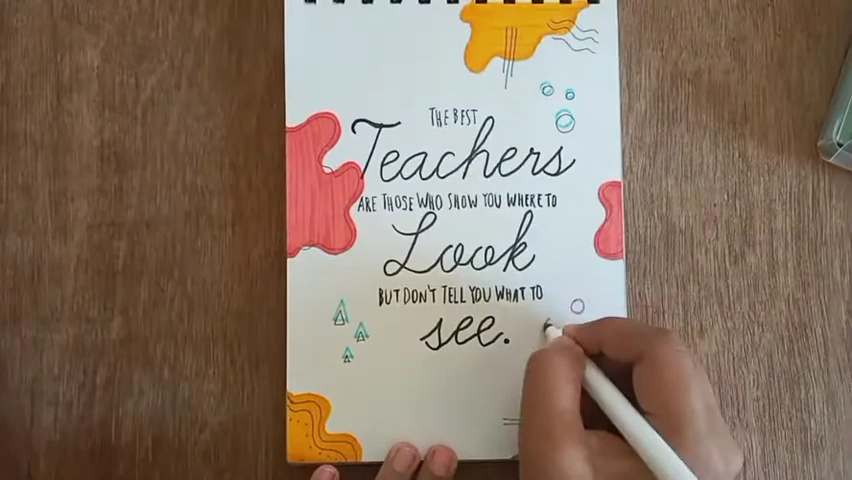 THE BEST
Teachers
ARE THOSE WHO SHOW YOU WHERE TO
Look
BUT DON'T TELL YOU WHAT TO
see.